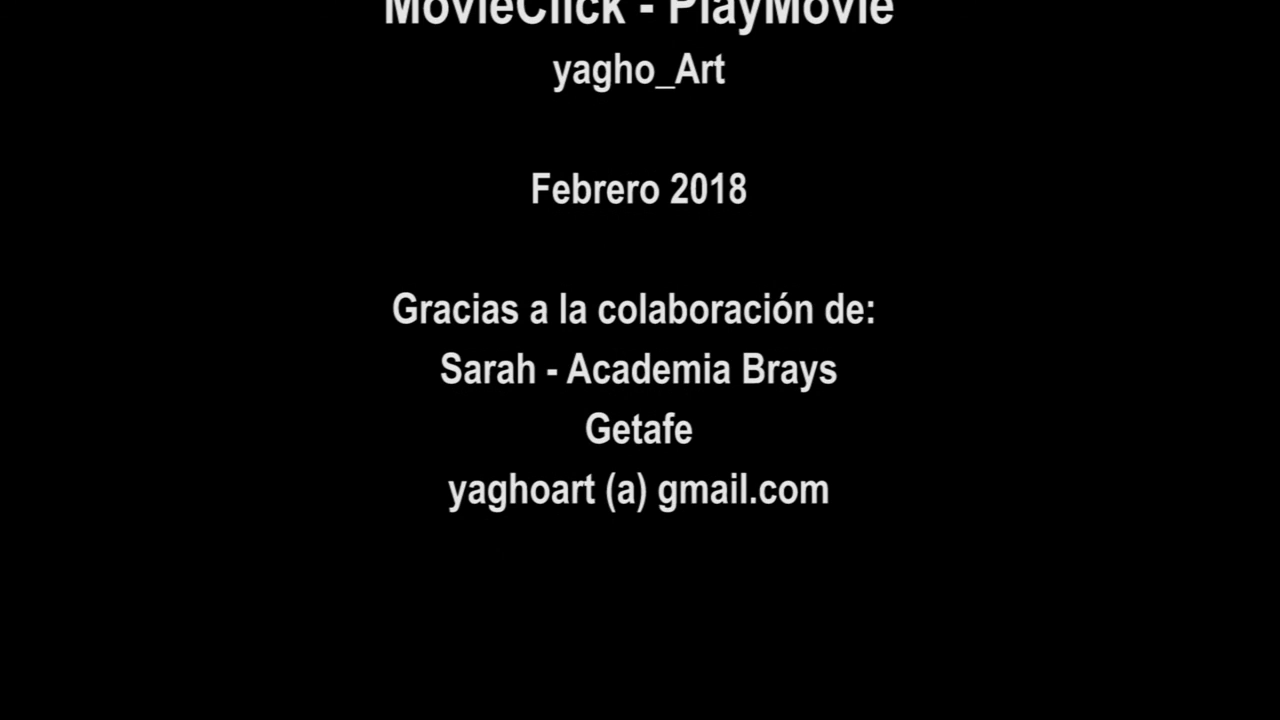 MovieClick - PlayMovie
yagho_Art
Febrero 2018
Gracias a la colaboración de:
Sarah - Academia Brays
Getafe
yaghoart (a) gmail.com